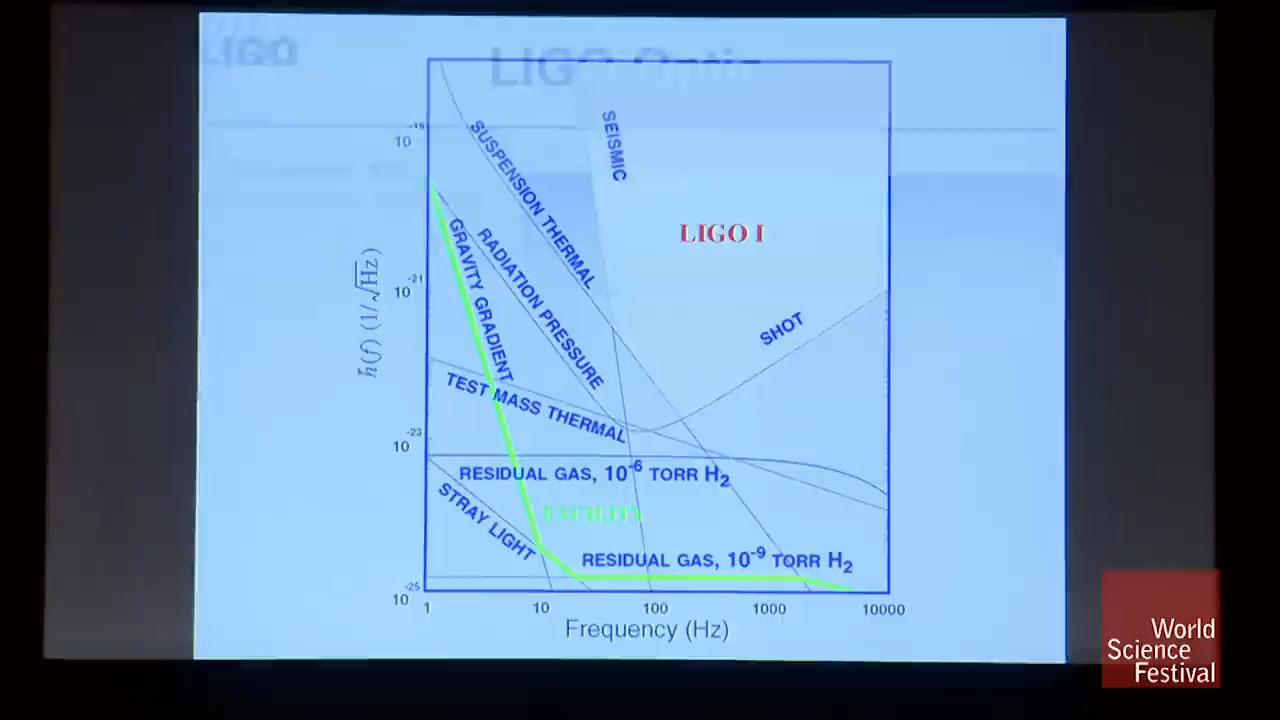 LIGO
LIGO Optic
10-19
SEISMIC
SUSPENSION THERMAL
LIGO I
GRAVITY GRADIENT
RADIATION PRESSURE
10-21
h(f) (1/√Hz)
SHOT
TEST MASS THERMAL
10-23
RESIDUAL GAS, 10-6 TORR H2
STRAY LIGHT
FACILITY
RESIDUAL GAS, 10-9 TORR H2
10-25
1 10 100 1000 10000
Frequency (Hz)
World
Science
Festival